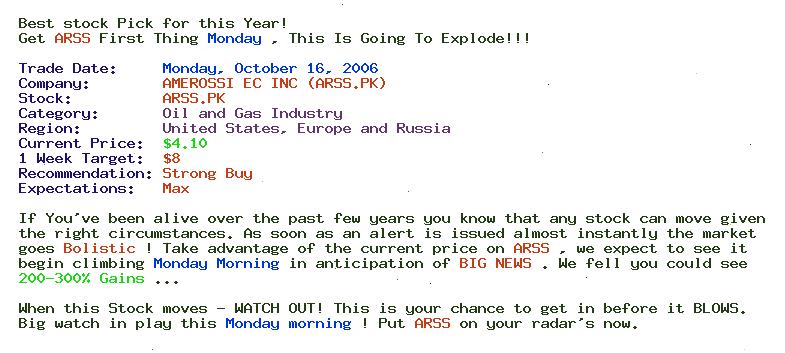 Best stock Pick for this Year!
Get ARSS First Thing Monday , This Is Going To Explode!!!
Trade Date: Monday, October 16, 2006
Company: AMEROSSI EC INC (ARSS.PK)
Stock: ARSS.PK
Category: Oil and Gas Industry
Region: United States, Europe and Russia
Current Price: $4.10
1 Week Target: $8
Recommendation: Strong Buy
Expectations: Max
If You've been alive over the past few years you know that any stock can move given
the right circumstances. As soon as an alert is issued almost instantly the market
goes Bolistic ! Take advantage of the current price on ARSS , we expect to see it
begin climbing Monday Morning in anticipation of BIG NEWS . We fell you could see
200-300% Gains ...
When this Stock moves - WATCH OUT! This is your chance to get in before it BLOWS.
Big watch in play this Monday morning ! Put ARSS on your radar's now.